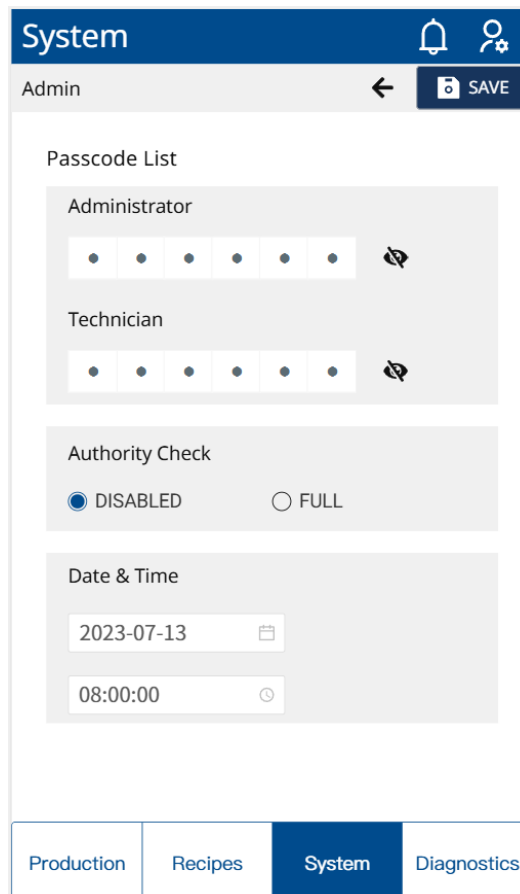 System
Admin
SAVE
Passcode List
Administrator
Technician
Authority Check
DISABLED FULL
Date & Time
2023-07-13
08:00:00
Production Recipes System Diagnostics